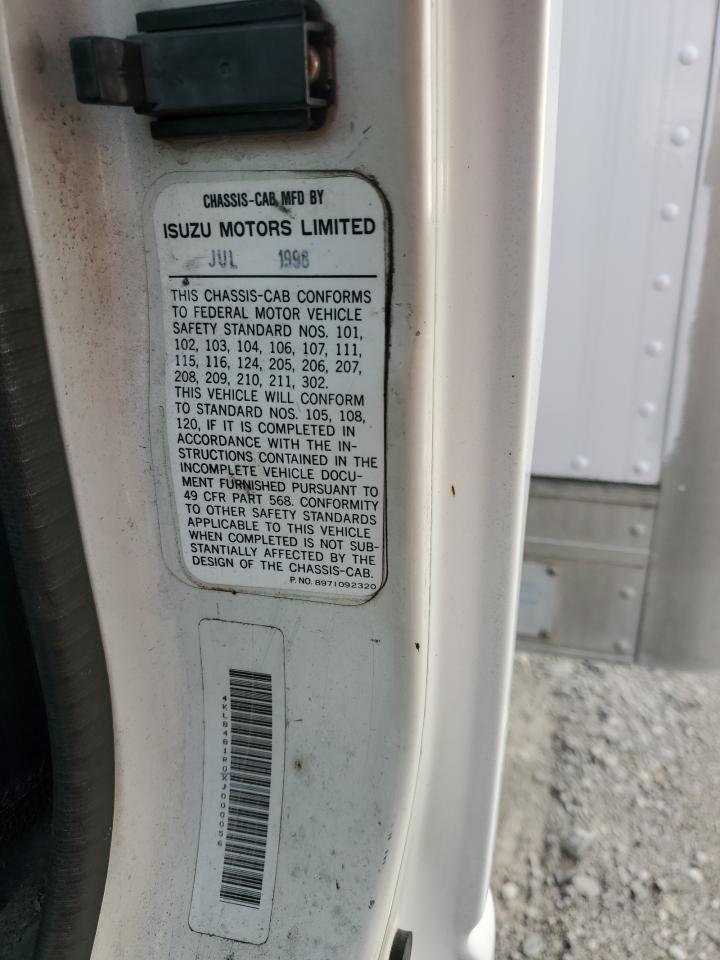 CHASSIS-CAB MFD BY
ISUZU MOTORS LIMITED
JUL 1998
THIS CHASSIS-CAB CONFORMS
TO FEDERAL MOTOR VEHICLE
SAFETY STANDARD NOS. 101,
102, 103, 104, 106, 107, 111,
115, 116, 124, 205, 206, 207,
208, 209, 210, 211, 302.
THIS VEHICLE WILL CONFORM
TO STANDARD NOS. 105, 108,
120, IF IT IS COMPLETED IN
ACCORDANCE WITH THE IN-
STRUCTIONS CONTAINED IN THE
INCOMPLETE VEHICLE DOCU-
MENT FURNISHED PURSUANT TO
49 CFR PART 568. CONFORMITY
TO OTHER SAFETY STANDARDS
APPLICABLE TO THIS VEHICLE
WHEN COMPLETED IS NOT SUB-
STANTIALLY AFFECTED BY THE
DESIGN OF THE CHASSIS-CAB.
P. NO. 8971092320
4KLB4B1R0XJ000056